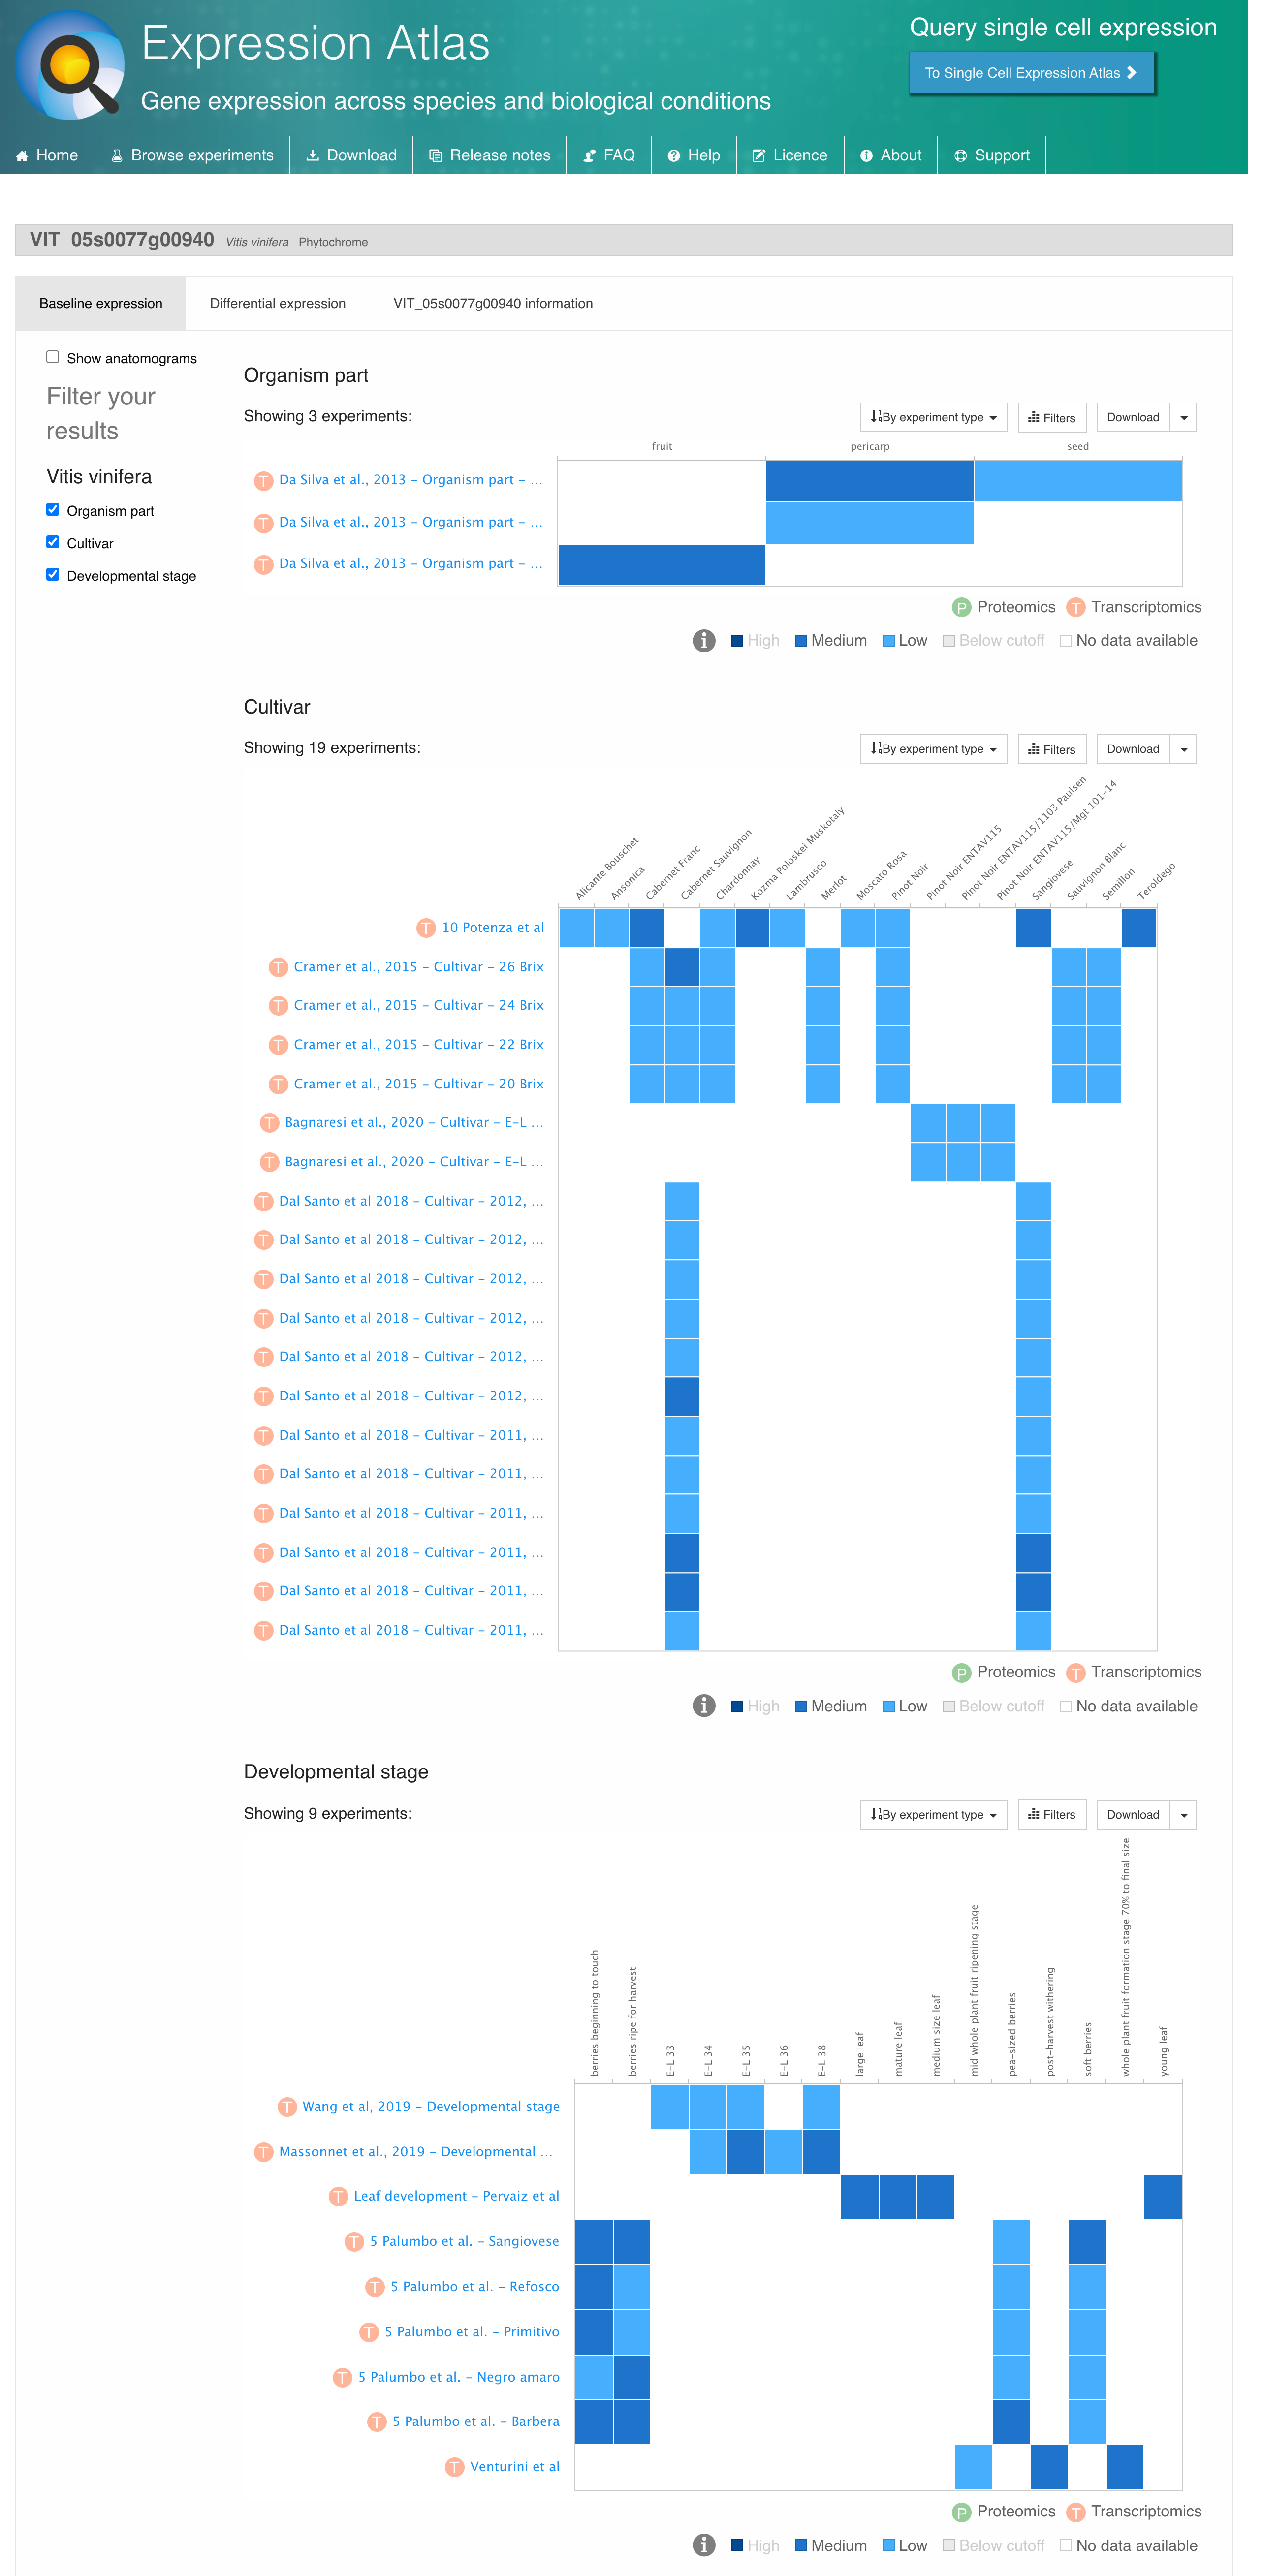 Expression Atlas
Gene expression across species and biological conditions
Query single cell expression
To Single Cell Expression Atlas
Home
Browse experiments
Download
Release notes
FAQ
Help
Licence
About
Support
VIT_05s0077g00940 Vitis vinifera Phytochrome
Baseline expression
Differential expression
VIT_05s0077g00940 information
Show anatomograms
Filter your
results
Vitis vinifera
Organism part
Cultivar
Developmental stage
Organism part
Showing 3 experiments:
By experiment type
Filters
Download
fruit
pericarp
seed
T Da Silva et al., 2013 – Organism part – ...
T Da Silva et al., 2013 – Organism part – ...
T Da Silva et al., 2013 – Organism part – ...
P Proteomics T Transcriptomics
i High Medium Low Below cutoff No data available
Cultivar
Showing 19 experiments:
By experiment type
Filters
Download
Alicante Bouschet
Ansonica
Cabernet Franc
Cabernet Sauvignon
Chardonnay
Kozma Poloskei Muskotaly
Lambrusco
Merlot
Moscato Rosa
Pinot Noir
Pinot Noir ENTAV115
Pinot Noir ENTAV115/1103 Paulsen
Pinot Noir ENTAV115/Mgt 101–14
Sangiovese
Sauvignon Blanc
Semillon
Teroldego
T 10 Potenza et al
T Cramer et al., 2015 – Cultivar – 26 Brix
T Cramer et al., 2015 – Cultivar – 24 Brix
T Cramer et al., 2015 – Cultivar – 22 Brix
T Cramer et al., 2015 – Cultivar – 20 Brix
T Bagnaresi et al., 2020 – Cultivar – E–L ...
T Bagnaresi et al., 2020 – Cultivar – E–L ...
T Dal Santo et al 2018 – Cultivar – 2012, ...
T Dal Santo et al 2018 – Cultivar – 2012, ...
T Dal Santo et al 2018 – Cultivar – 2012, ...
T Dal Santo et al 2018 – Cultivar – 2012, ...
T Dal Santo et al 2018 – Cultivar – 2012, ...
T Dal Santo et al 2018 – Cultivar – 2012, ...
T Dal Santo et al 2018 – Cultivar – 2011, ...
T Dal Santo et al 2018 – Cultivar – 2011, ...
T Dal Santo et al 2018 – Cultivar – 2011, ...
T Dal Santo et al 2018 – Cultivar – 2011, ...
T Dal Santo et al 2018 – Cultivar – 2011, ...
T Dal Santo et al 2018 – Cultivar – 2011, ...
P Proteomics T Transcriptomics
i High Medium Low Below cutoff No data available
Developmental stage
Showing 9 experiments:
By experiment type
Filters
Download
berries beginning to touch
berries ripe for harvest
E–L 33
E–L 34
E–L 35
E–L 36
E–L 38
large leaf
mature leaf
medium size leaf
mid whole plant fruit ripening stage
pea-sized berries
post-harvest withering
soft berries
whole plant fruit formation stage 70% to final size
young leaf
T Wang et al, 2019 – Developmental stage
T Massonnet et al., 2019 – Developmental ...
T Leaf development – Pervaiz et al
T 5 Palumbo et al. – Sangiovese
T 5 Palumbo et al. – Refosco
T 5 Palumbo et al. – Primitivo
T 5 Palumbo et al. – Negro amaro
T 5 Palumbo et al. – Barbera
T Venturini et al
P Proteomics T Transcriptomics
i High Medium Low Below cutoff No data available